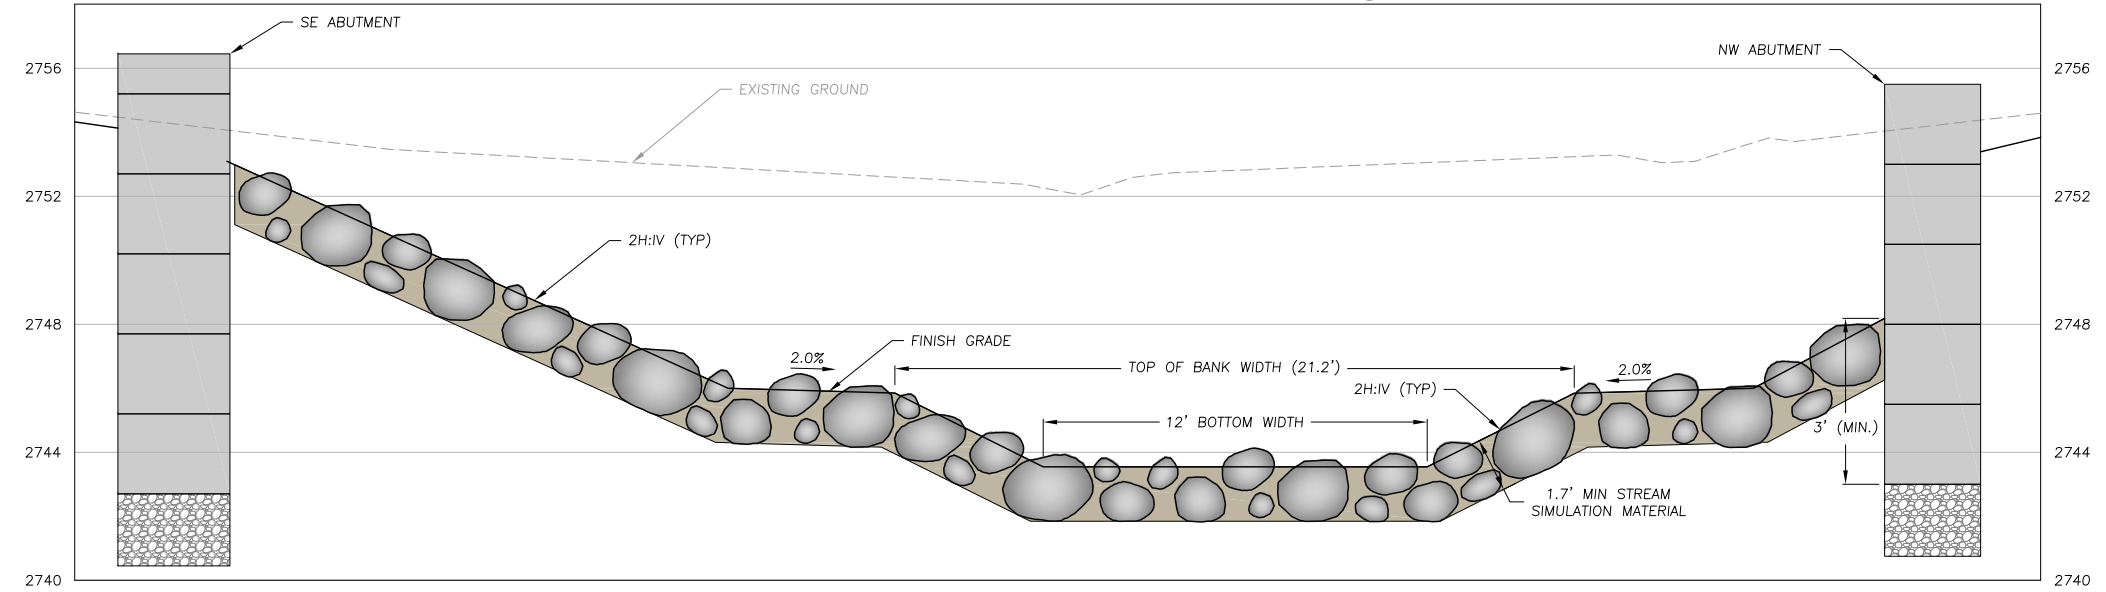 SE ABUTMENT
NW ABUTMENT
2756
2756
EXISTING GROUND
2752
2752
2H:IV (TYP)
2748
2748
FINISH GRADE
2.0%
TOP OF BANK WIDTH (21.2')
2.0%
2H:IV (TYP)
12' BOTTOM WIDTH
3' (MIN.)
2744
2744
1.7' MIN STREAM
SIMULATION MATERIAL
2740
2740